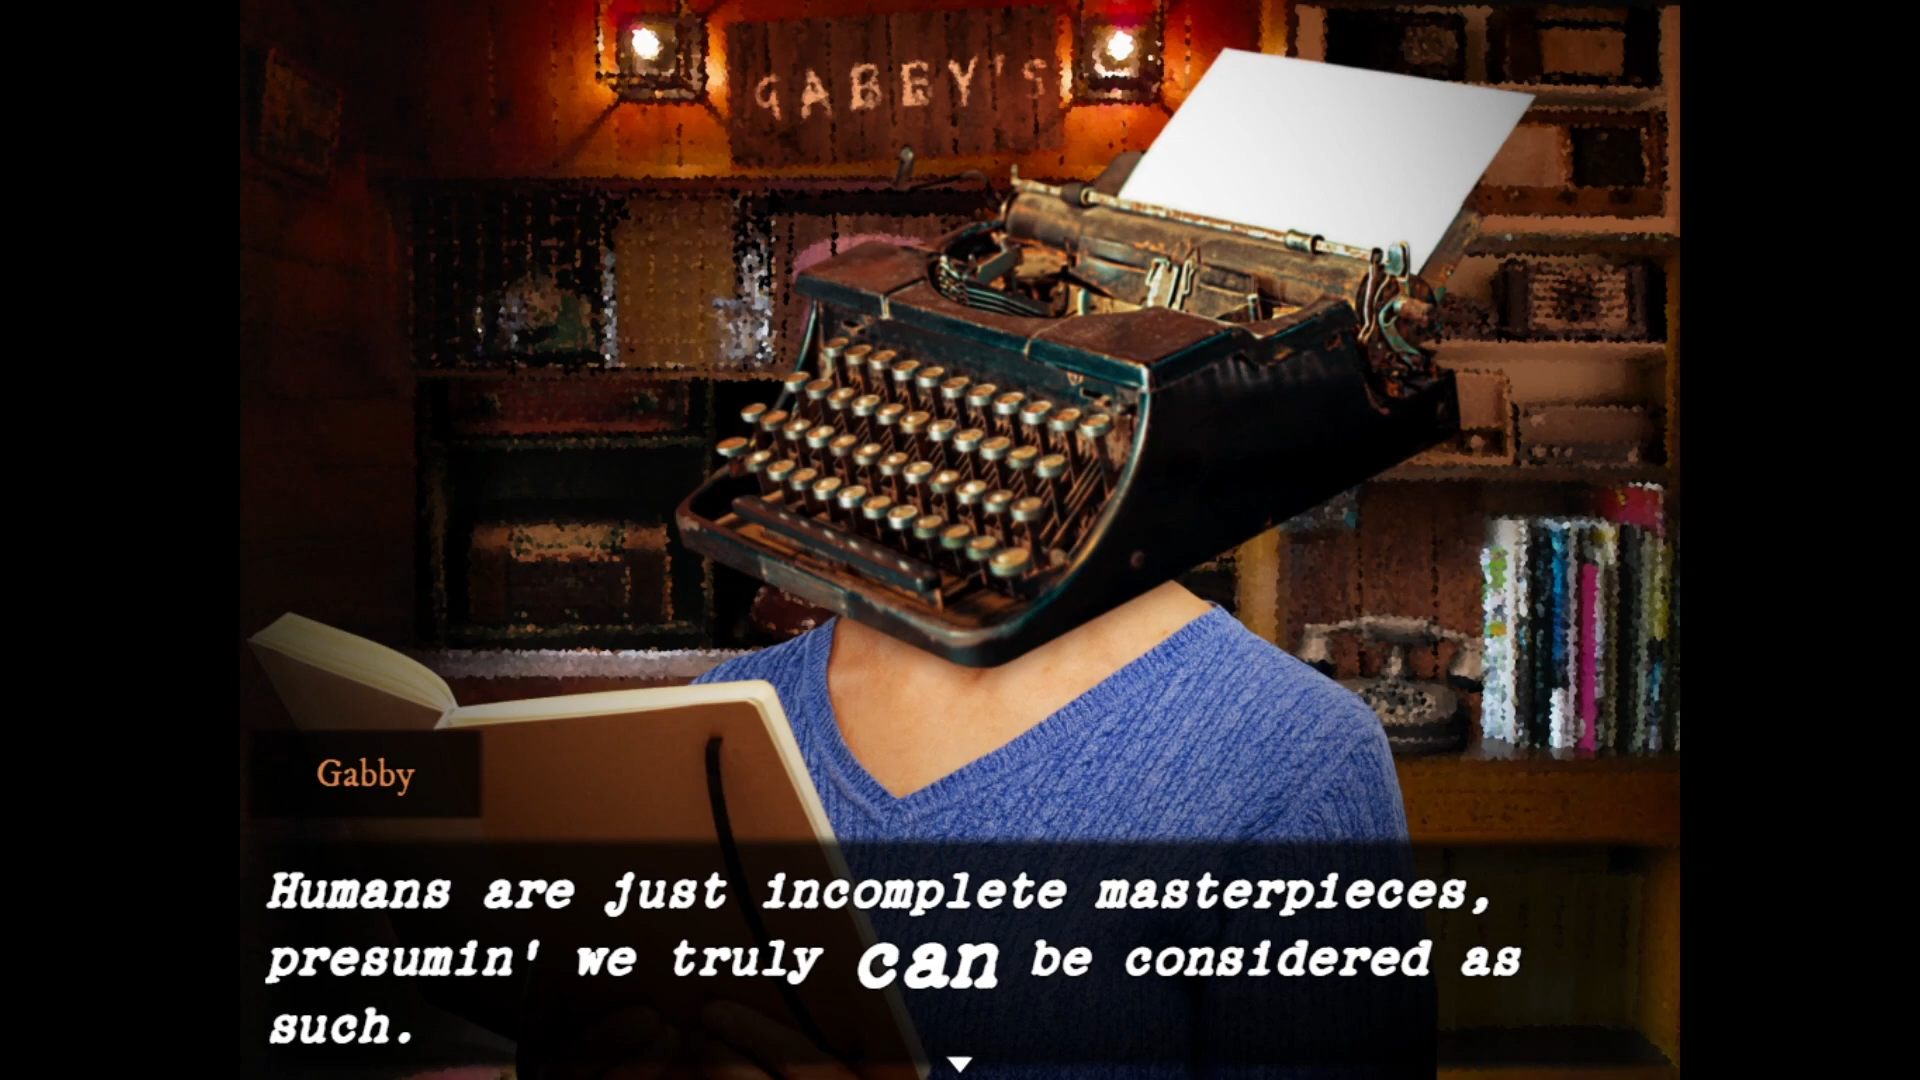 GABBY'S
Gabby
Humans are just incomplete masterpieces,
presumin' we truly can be considered as
such.